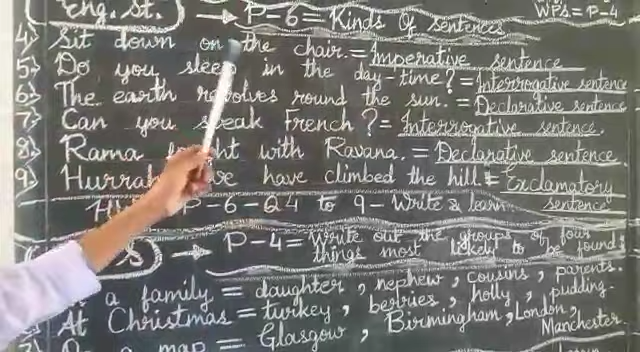 Eng. St. → P-6 = Kinds Of sentences
WFS = P-4
4> Sit down on the chair. = Imperative sentence
5> Do you sleep in the day-time? = Interrogative sentence
6> The earth revolves round the sun. = Declarative sentence
7> Can you speak French? = Interrogative sentence.
8> Rama with Ravana. = Declarative sentence.
9> Hurrah we have climbed the hill = Exclamatory sentence.
P-6-Q4 to 9 - Write & learn
S → P-4 = Write out the group of four things most likely to be found:
a family = daughter, nephew, cousins, parents.
At Christmas = turkey, berries, holly, pudding.
a map = Glasgow, Birmingham, London, Manchester.